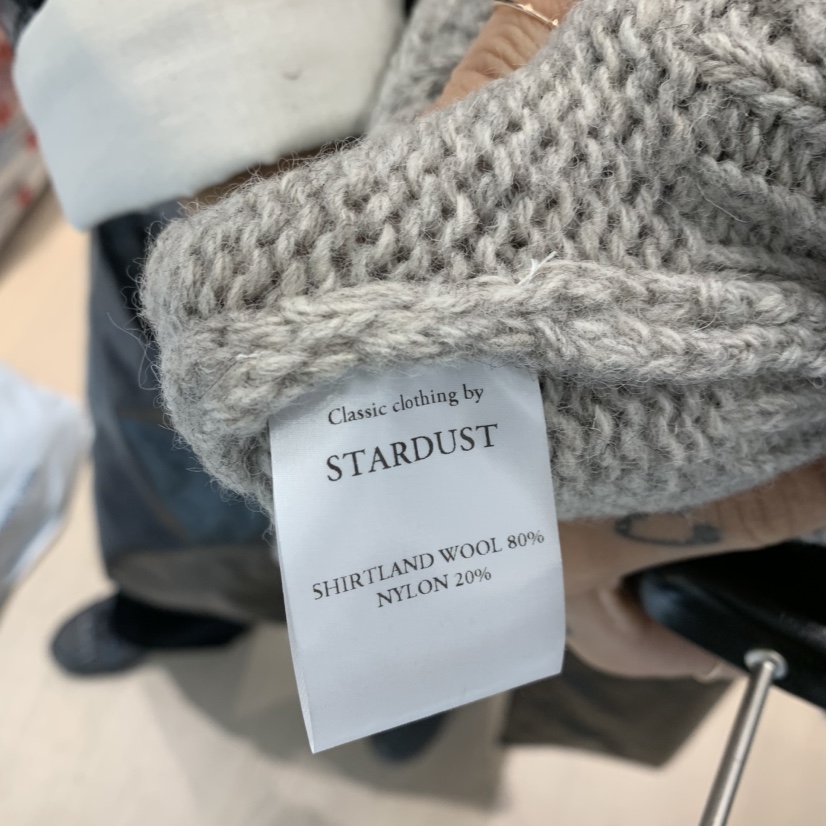 Classic clothing by
STARDUST
SHIRTLAND WOOL 80%
NYLON 20%